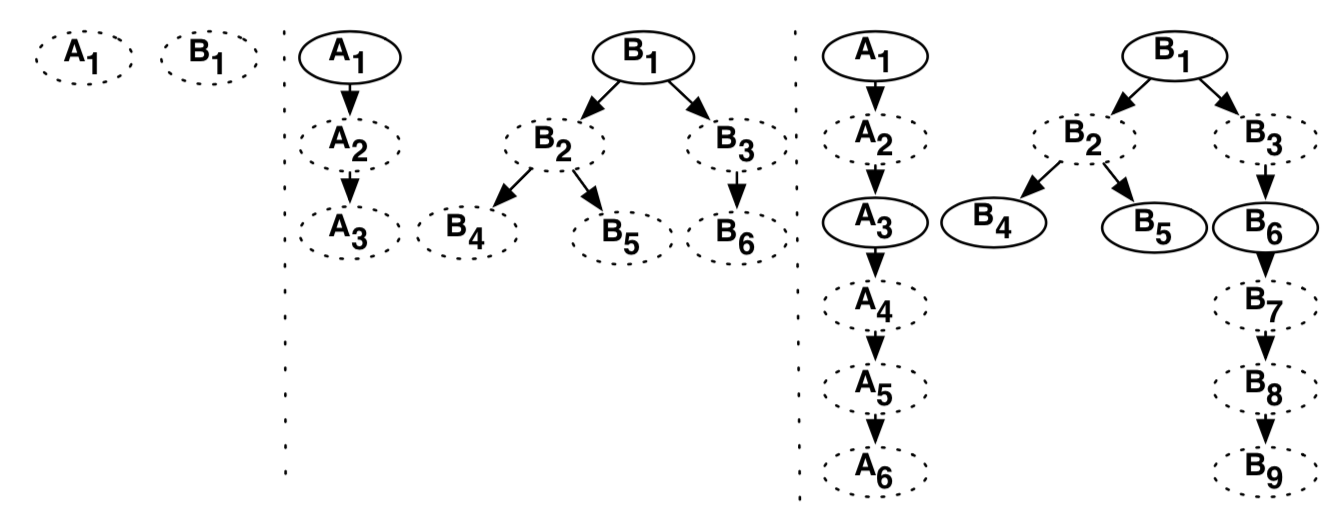 A1 B1 A1 B1 A1 B1
A2 B2 B3 A2 B2 B3
A3 B4 B5 B6 A3 B4 B5 B6
A4 B7
A5 B8
A6 B9